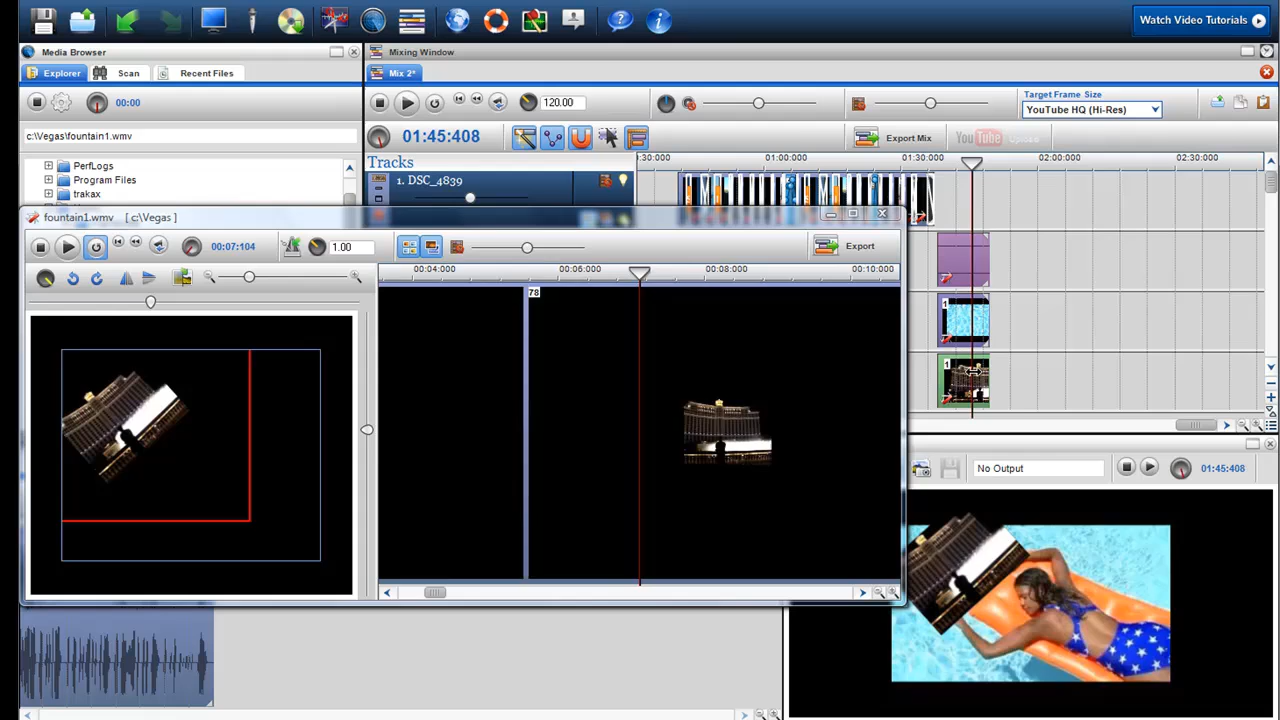 Watch Video Tutorials
Media Browser
Mixing Window
Explorer
Scan
Recent Files
Mix 2*
Target Frame Size
00:00
120.00
YouTube HQ (Hi-Res)
c:\Vegas\fountain1.wmv
01:45:408
Export Mix
YouTube
Tracks
1:30:000
01:00:000
01:30:000
02:00:000
02:30:000
PerfLogs
Program Files
trakax
1. DSC_4839
fountain1.wmv [ c:\Vegas ]
00:07:104
1.00
Export
00:04:000
00:06:000
00:08:000
00:10:000
78
1
1
No Output
01:45:408